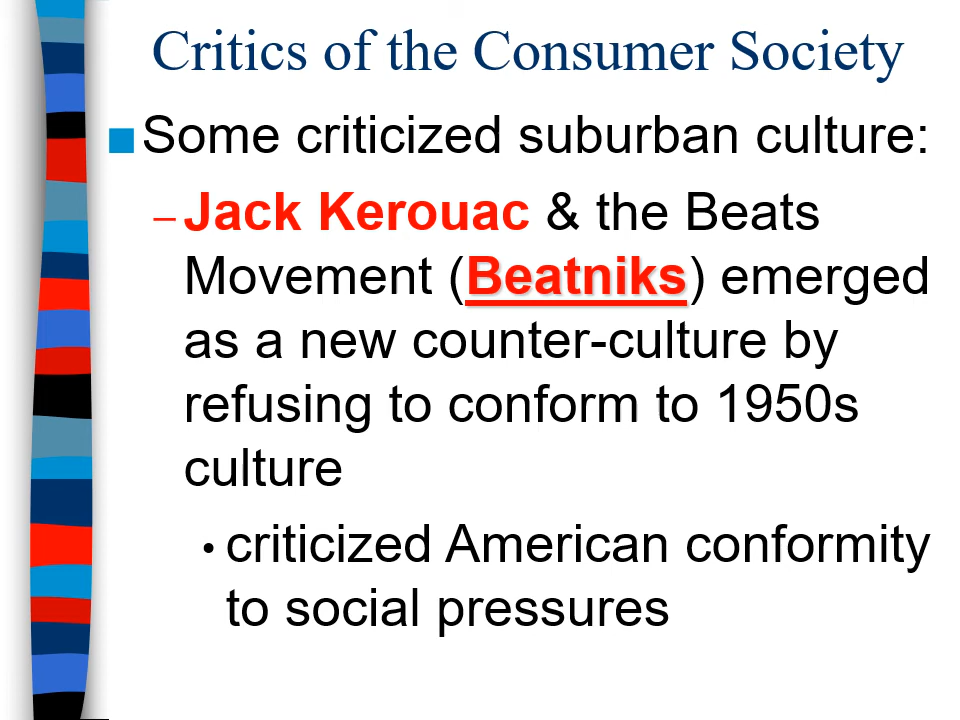 Critics of the Consumer Society
■Some criticized suburban culture:
–Jack Kerouac & the Beats
Movement (Beatniks) emerged
as a new counter-culture by
refusing to conform to 1950s
culture
• criticized American conformity
to social pressures